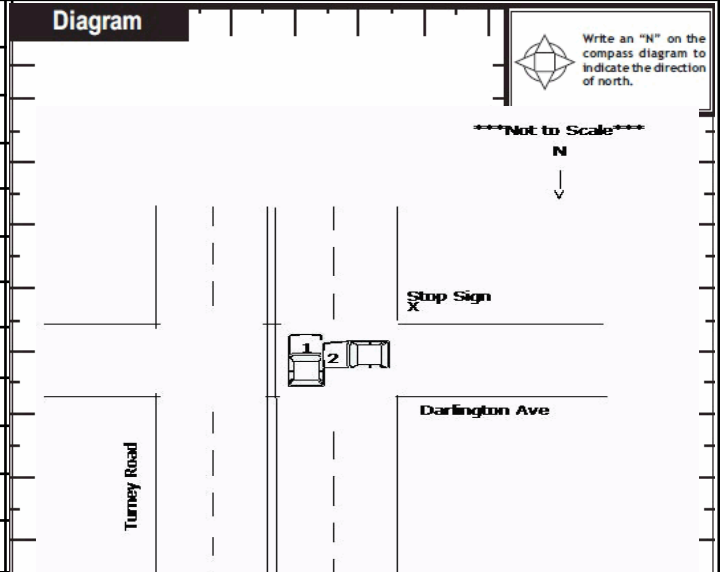 Diagram
Write an “N” on the
compass diagram to
indicate the direction
of north.
***Not to Scale***
N
Stop Sign
X
1
2
Darlington Ave
Turney Road